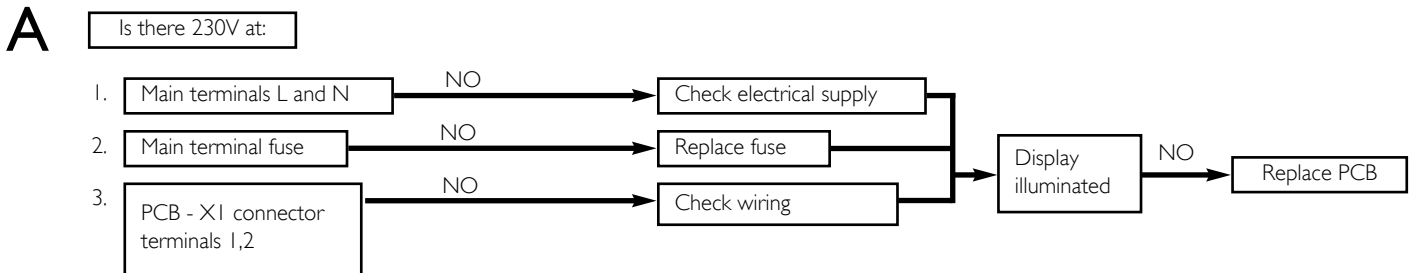 A
Is there 230V at:
1. Main terminals L and N
NO
Check electrical supply
2. Main terminal fuse
NO
Replace fuse
3. PCB - X1 connector
terminals 1,2
NO
Check wiring
Display
illuminated
NO
Replace PCB